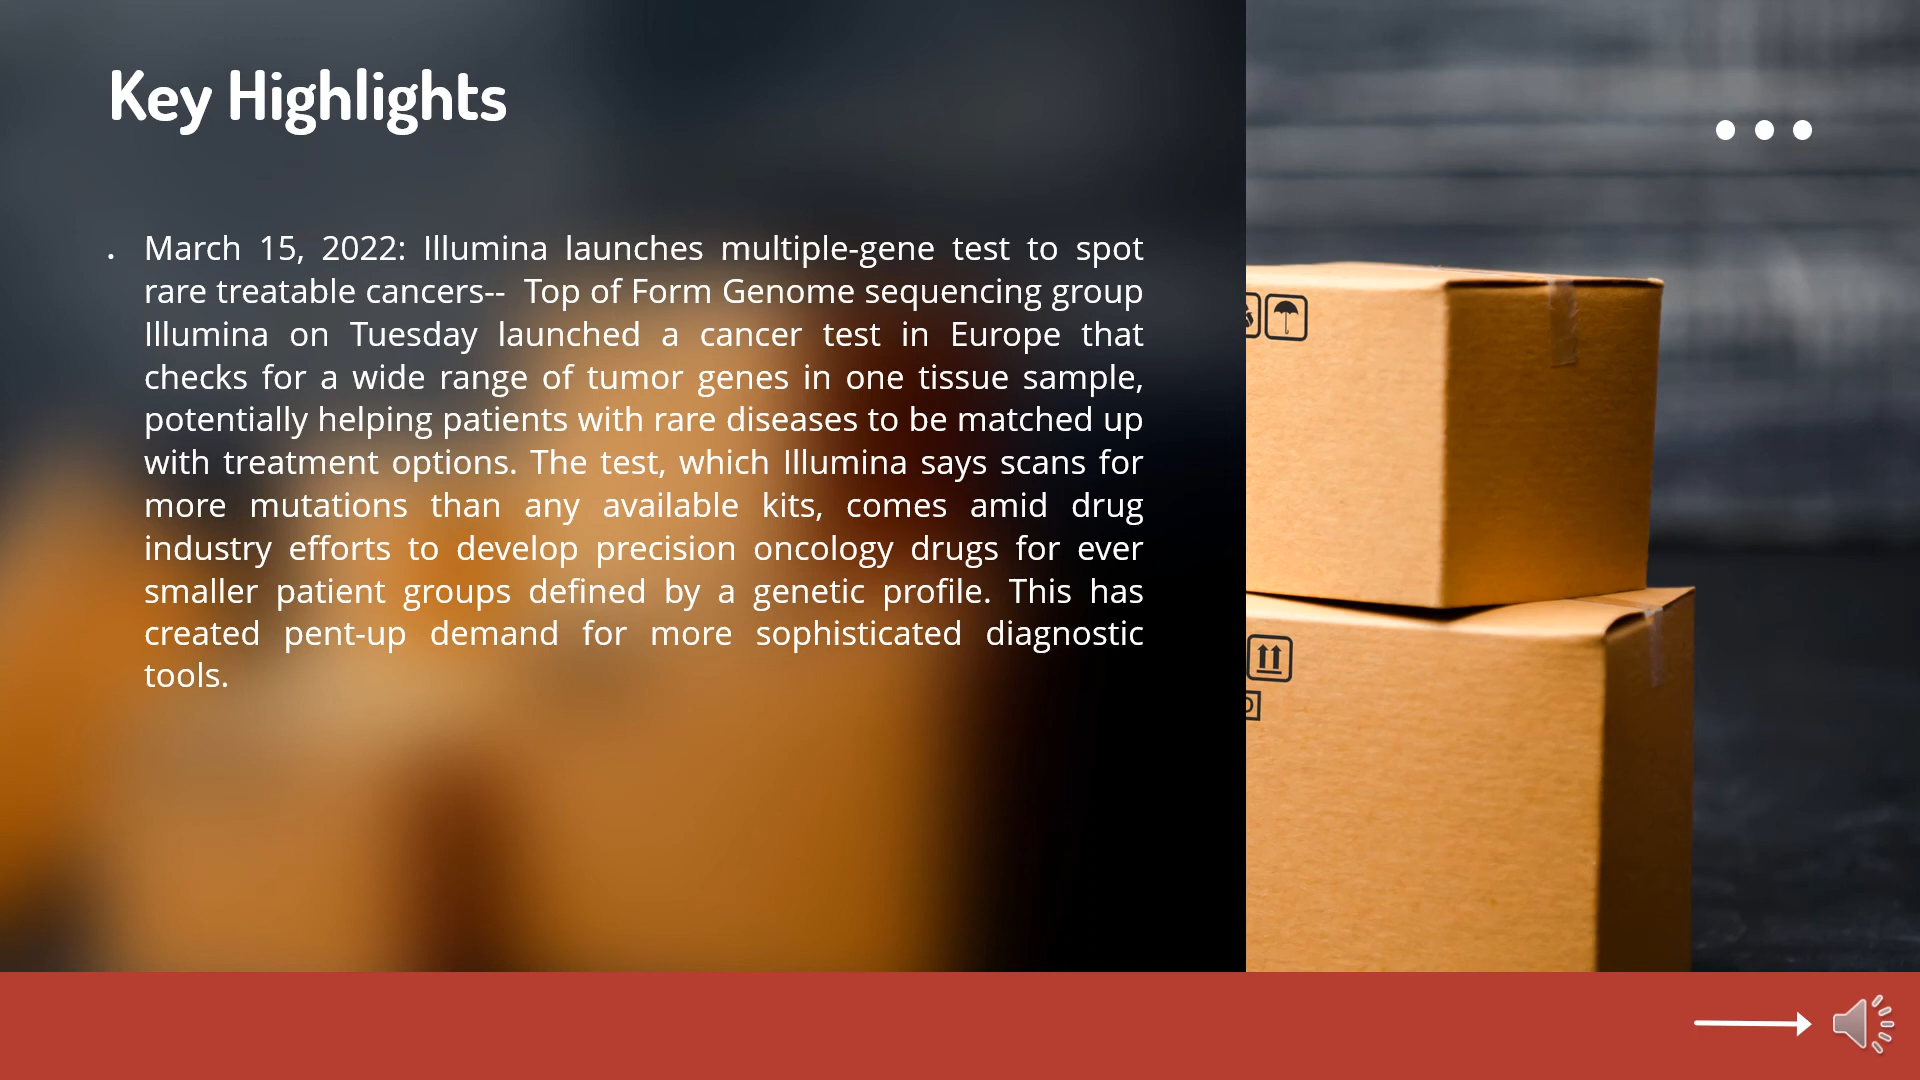 Key Highlights
• March 15, 2022: Illumina launches multiple-gene test to spot
rare treatable cancers-- Top of Form Genome sequencing group
Illumina on Tuesday launched a cancer test in Europe that
checks for a wide range of tumor genes in one tissue sample,
potentially helping patients with rare diseases to be matched up
with treatment options. The test, which Illumina says scans for
more mutations than any available kits, comes amid drug
industry efforts to develop precision oncology drugs for ever
smaller patient groups defined by a genetic profile. This has
created pent-up demand for more sophisticated diagnostic
tools.